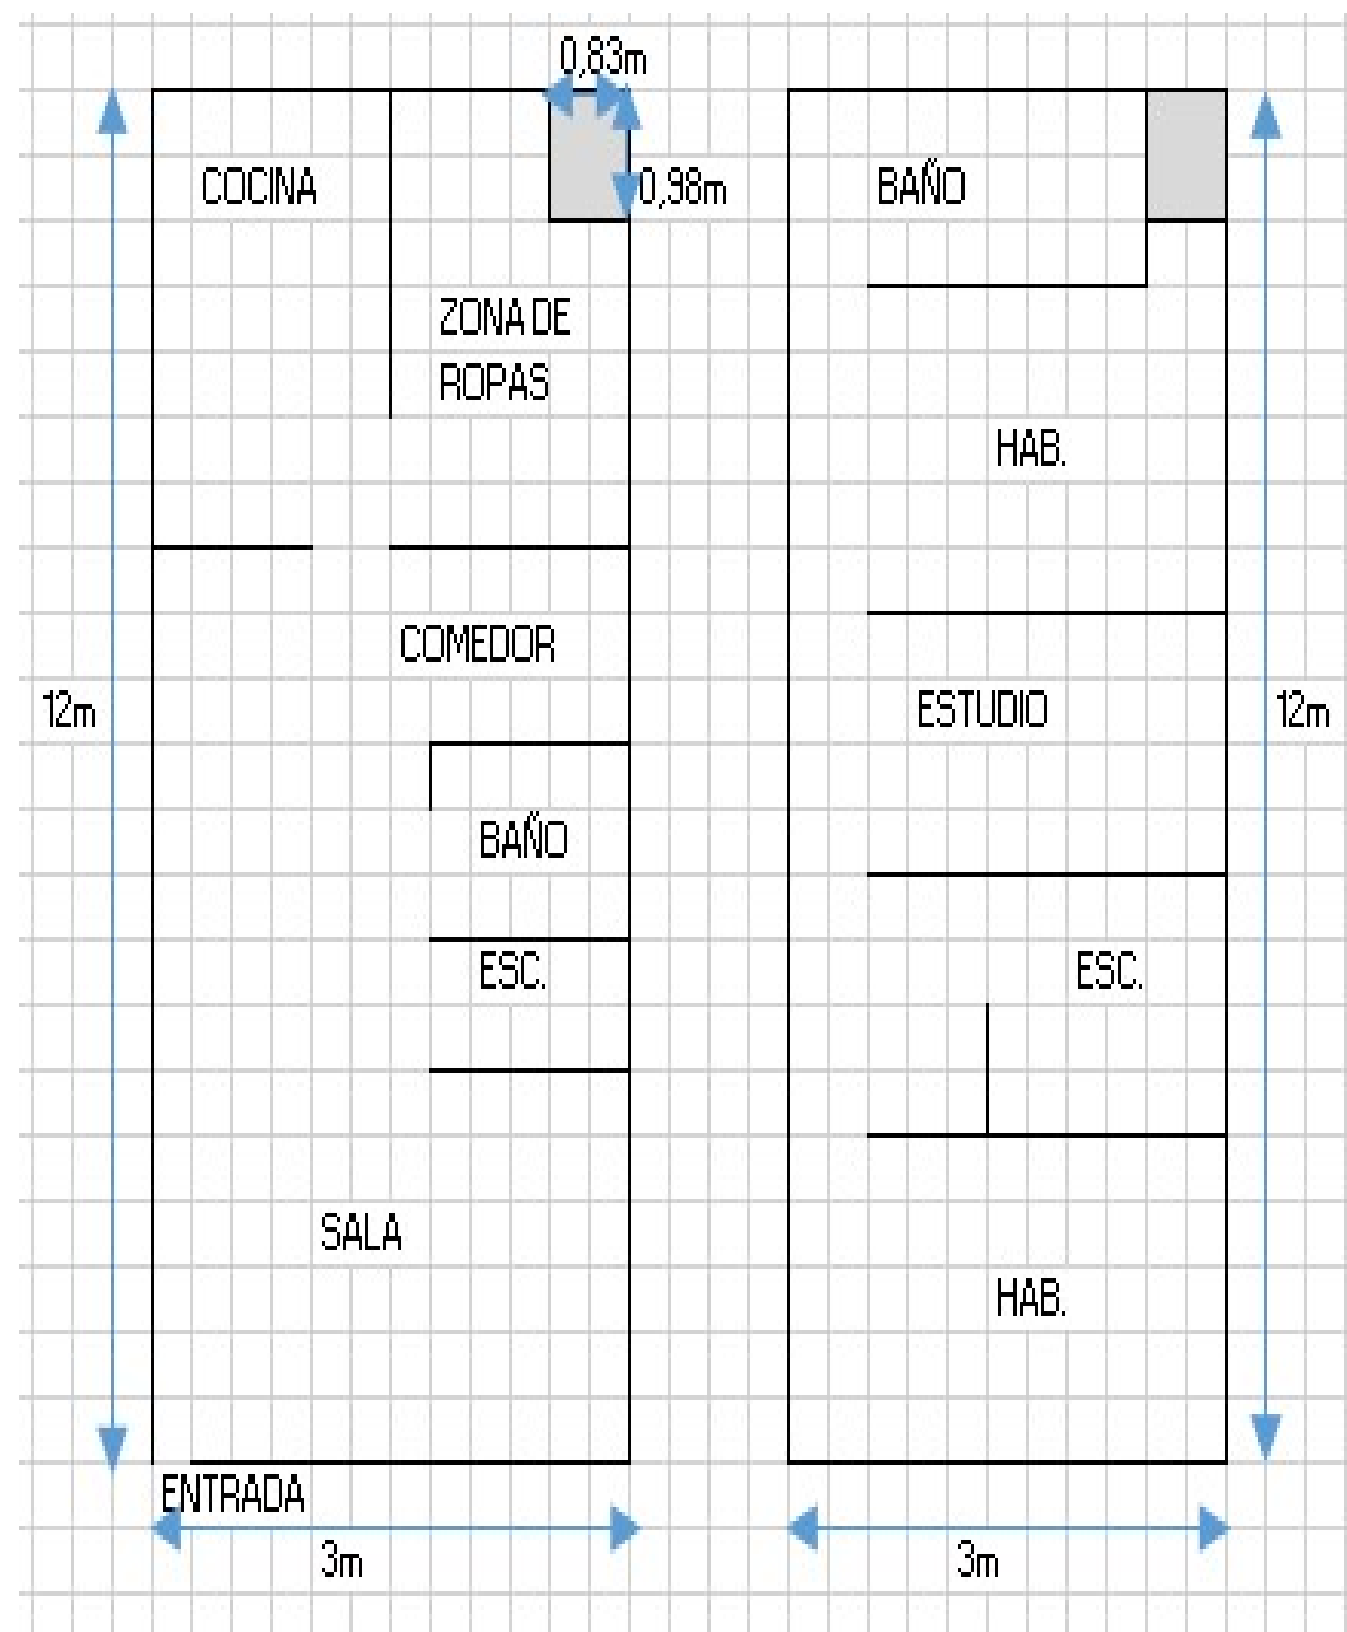 0,83m
COCINA
0,98m
BAÑO
ZONA DE
ROPAS
HAB.
COMEDOR
12m
ESTUDIO
12m
BAÑO
ESC.
ESC.
SALA
HAB.
ENTRADA
3m
3m